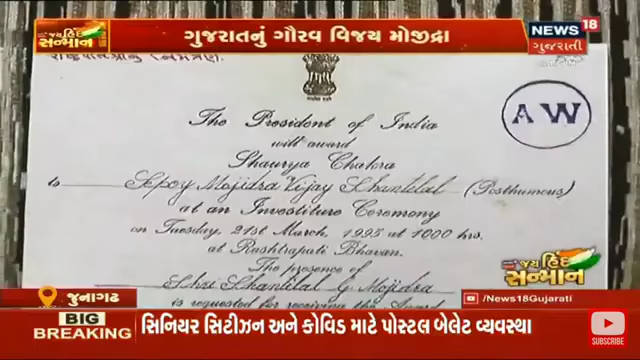 જય હિંદ
સન્માન
ગુજરાતનું ગૌરવ વિજય મોજીદ્રા
NEWS 18
ગુજરાતી
A W
The President of India
will award
Shaurya Chakra
to Sepoy Mojidra Vijay Shantilal (Posthumous)
at an Investiture Ceremony
on Tuesday, 21st March, 1995 at 1000 hrs.
at Rashtrapati Bhavan.
The presence of
Shri Shantilal G. Mojidra
is requested for receiving the Award
જય હિંદ
સન્માન
જુનાગઢ
/News18Gujarati
BIG
BREAKING
સિનિયર સિટીઝન અને કોવિડ માટે પોસ્ટલ બેલેટ વ્યવસ્થા
SUBSCRIBE